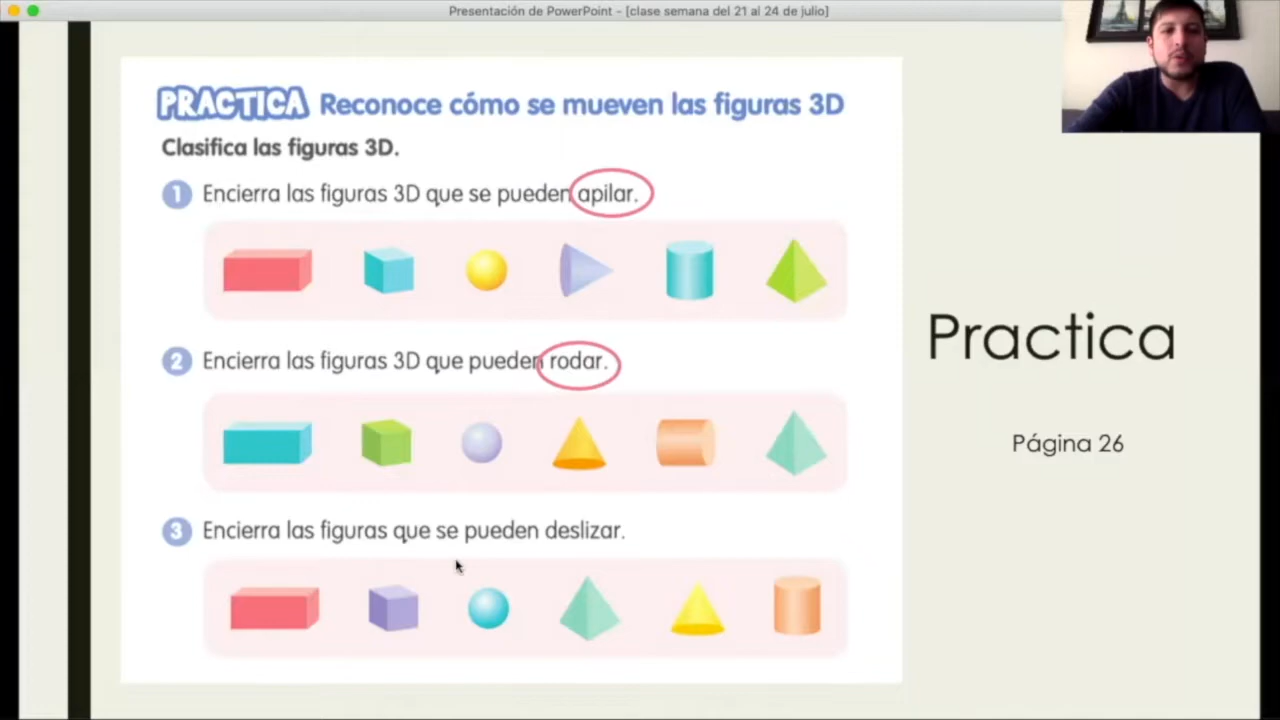 Presentación de PowerPoint - [clase semana del 21 al 24 de julio]
PRACTICA Reconoce cómo se mueven las figuras 3D
Clasifica las figuras 3D.
1 Encierra las figuras 3D que se pueden apilar.
2 Encierra las figuras 3D que pueden rodar.
3 Encierra las figuras que se pueden deslizar.
Practica
Página 26